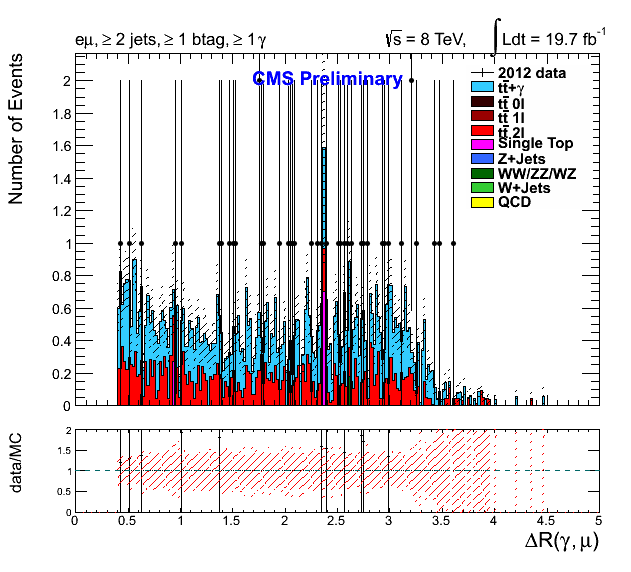 eμ, ≥ 2 jets, ≥ 1 btag, ≥ 1 γ √s = 8 TeV, ∫ Ldt = 19.7 fb⁻¹
CMS Preliminary
2012 data
tt̄+γ
tt̄ 0l
tt̄ 1l
tt̄ 2l
Single Top
Z+Jets
WW/ZZ/WZ
W+Jets
QCD
Number of Events
2
1.8
1.6
1.4
1.2
1
0.8
0.6
0.4
0.2
0
data/MC
2
1.5
1
0.5
0
0 0.5 1 1.5 2 2.5 3 3.5 4 4.5 5
ΔR(γ, μ)